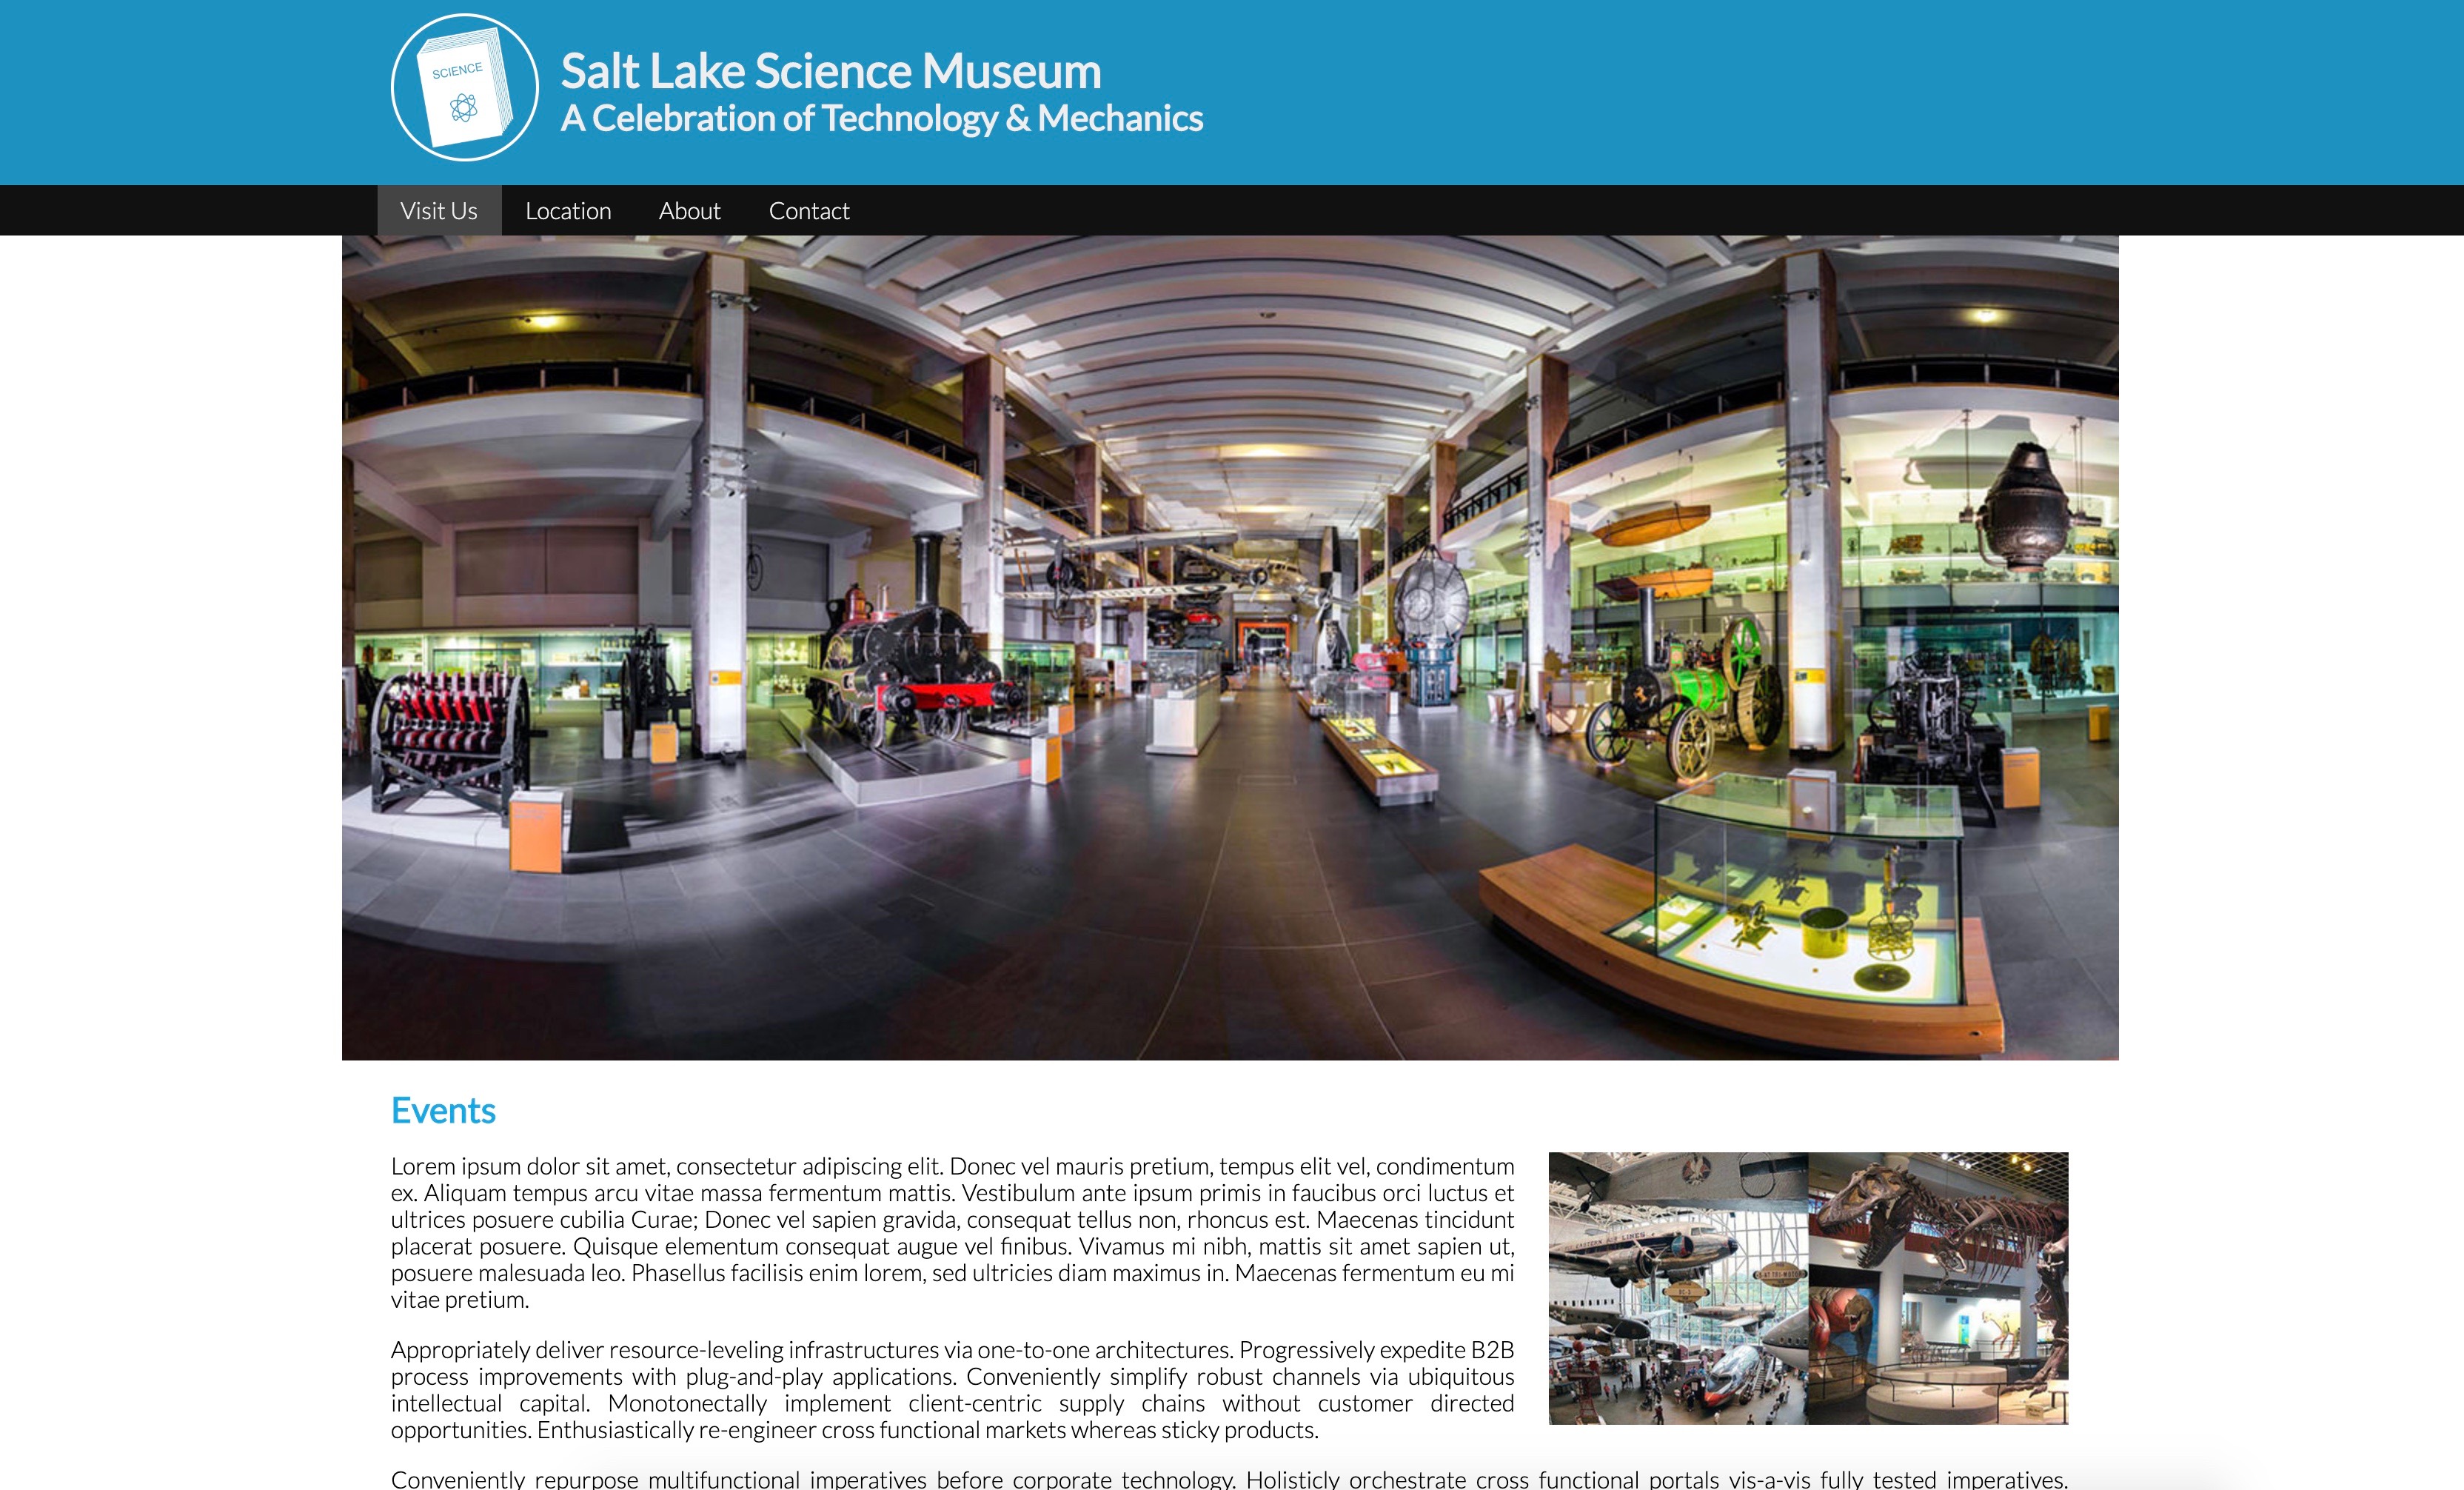 SCIENCE
Salt Lake Science Museum
A Celebration of Technology & Mechanics
Visit Us Location About Contact
Events
Lorem ipsum dolor sit amet, consectetur adipiscing elit. Donec vel mauris pretium, tempus elit vel, condimentum
ex. Aliquam tempus arcu vitae massa fermentum mattis. Vestibulum ante ipsum primis in faucibus orci luctus et
ultrices posuere cubilia Curae; Donec vel sapien gravida, consequat tellus non, rhoncus est. Maecenas tincidunt
placerat posuere. Quisque elementum consequat augue vel finibus. Vivamus mi nibh, mattis sit amet sapien ut,
posuere malesuada leo. Phasellus facilisis enim lorem, sed ultricies diam maximus in. Maecenas fermentum eu mi
vitae pretium.
EASTERN AIR LINES
Appropriately deliver resource-leveling infrastructures via one-to-one architectures. Progressively expedite B2B
process improvements with plug-and-play applications. Conveniently simplify robust channels via ubiquitous
intellectual capital. Monotonectally implement client-centric supply chains without customer directed
opportunities. Enthusiastically re-engineer cross functional markets whereas sticky products.
Conveniently repurpose multifunctional imperatives before corporate technology. Holisticly orchestrate cross functional portals vis-a-vis fully tested imperatives.